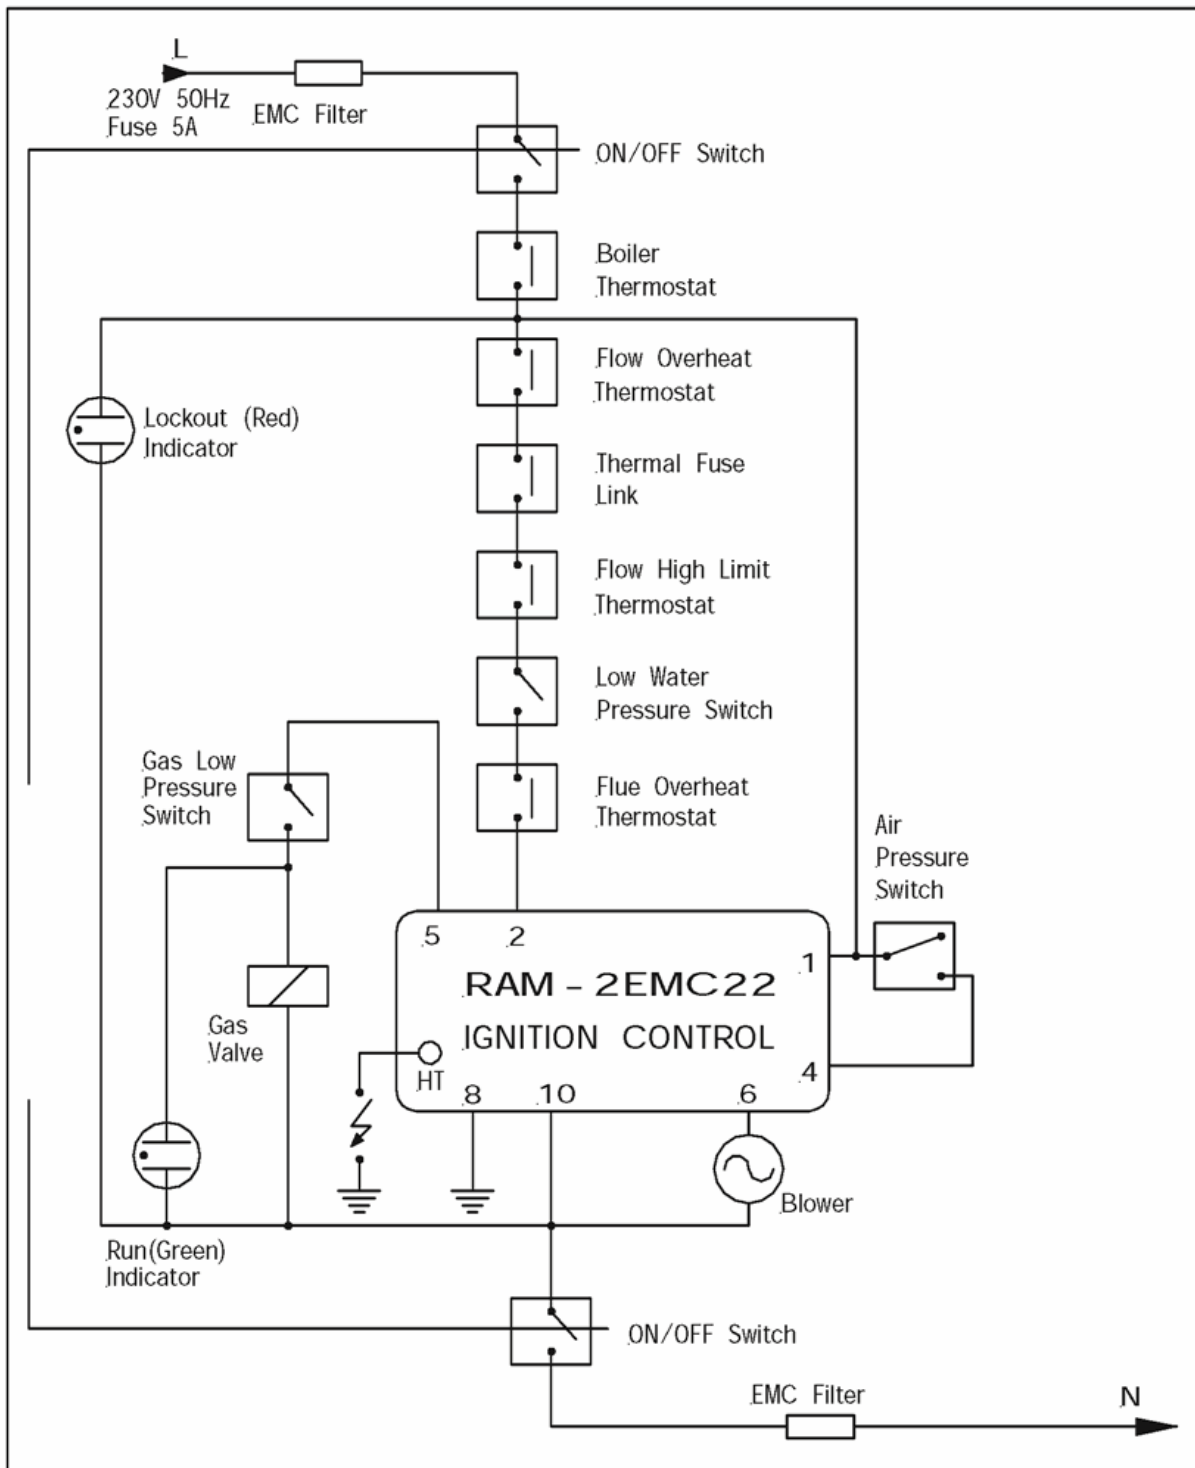 L
230V 50Hz
Fuse 5A
EMC Filter
ON/OFF Switch
Boiler
Thermostat
Flow Overheat
Thermostat
Lockout (Red)
Indicator
Thermal Fuse
Link
Flow High Limit
Thermostat
Low Water
Pressure Switch
Gas Low
Pressure
Switch
Flue Overheat
Thermostat
Air
Pressure
Switch
5
2
1
RAM - 2EMC22
IGNITION CONTROL
Gas
Valve
HT
4
8
10
6
Blower
Run(Green)
Indicator
ON/OFF Switch
EMC Filter
N